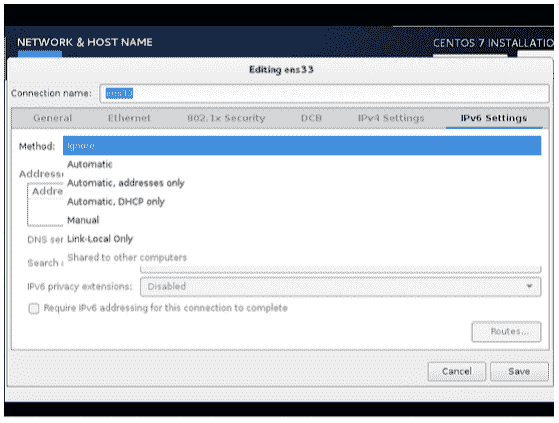 NETWORK & HOST NAME
CENTOS 7 INSTALLATIO
Editing ens33
Connection name: ens33
General Ethernet 802.1x Security DCB IPv4 Settings IPv6 Settings
Method: Ignore
Automatic
Addresse
Automatic, addresses only
Addre
Automatic, DHCP only
Manual
DNS ser Link-Local Only
Search
Shared to other computers
IPv6 privacy extensions: Disabled
Require IPv6 addressing for this connection to complete
Routes...
Cancel Save